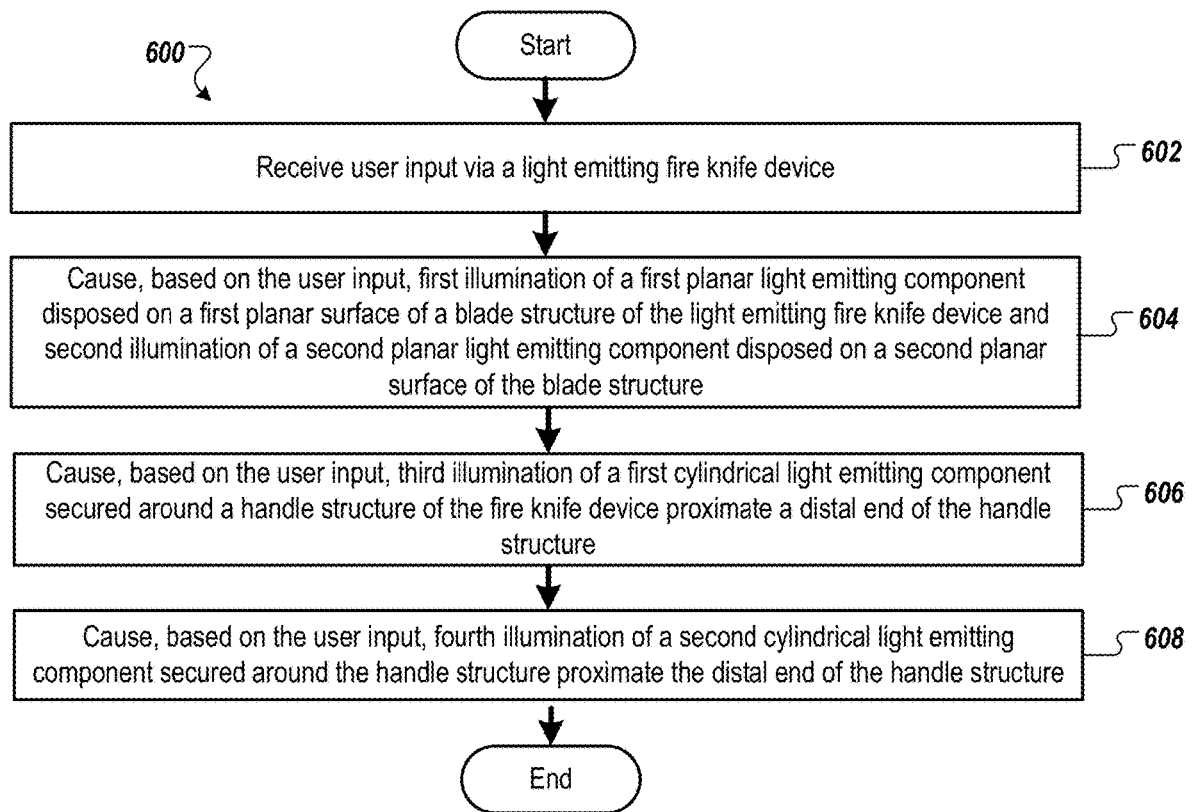 Start
600
Receive user input via a light emitting fire knife device
602
Cause, based on the user input, first illumination of a first planar light emitting component
disposed on a first planar surface of a blade structure of the light emitting fire knife device and
second illumination of a second planar light emitting component disposed on a second planar
surface of the blade structure
604
Cause, based on the user input, third illumination of a first cylindrical light emitting component
secured around a handle structure of the fire knife device proximate a distal end of the handle
structure
606
Cause, based on the user input, fourth illumination of a second cylindrical light emitting
component secured around the handle structure proximate the distal end of the handle structure
608
End